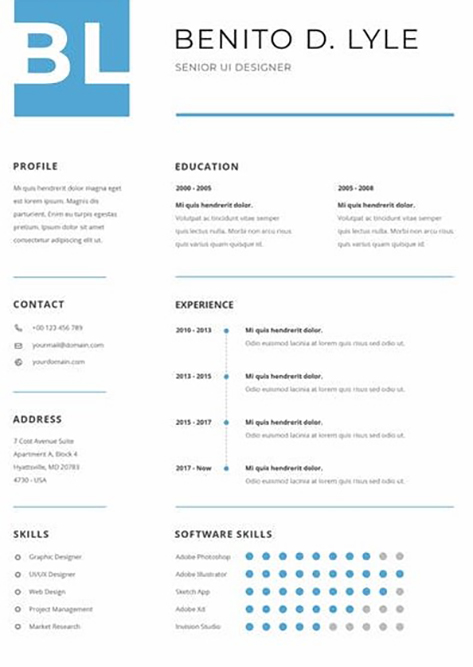 BL
BENITO D. LYLE
SENIOR UI DESIGNER
PROFILE
Mi quis hendrerit dolor magna eget
est lorem ipsum. Magnis dis
parturient. Enim eu turpis egestas
pretium. Ipsum dolor sit amet
consectetur adipiscing elit ut.
CONTACT
+00 123 456 789
yourmail@domain.com
yourdomain.com
ADDRESS
7 Cost Avenue Suite
Apartment A, Block 4
Hyattsville, MD 20783
4730 - USA
SKILLS
Graphic Designer
UI/UX Designer
Web Design
Project Management
Market Research
EDUCATION
2000 - 2005
Mi quis hendrerit dolor.
Volutpat ac tincidunt vitae semper
quis lectus nulla. Morbi non arcu risus
quis varius quam quisque id.
2005 - 2008
Mi quis hendrerit dolor.
Volutpat ac tincidunt vitae semper
quis lectus nulla. Morbi non arcu risus
quis varius quam quisque id.
EXPERIENCE
2010 - 2013
Mi quis hendrerit dolor.
Odio euismod lacinia at lorem quis risus sed odio ut.
2013 - 2015
Mi quis hendrerit dolor.
Odio euismod lacinia at lorem quis risus sed odio ut.
2015 - 2017
Mi quis hendrerit dolor.
Odio euismod lacinia at lorem quis risus sed odio ut.
2017 - Now
Mi quis hendrerit dolor.
Odio euismod lacinia at lorem quis risus sed odio ut.
SOFTWARE SKILLS
Adobe Photoshop
Adobe Illustrator
Sketch App
Adobe Xd
Invision Studio